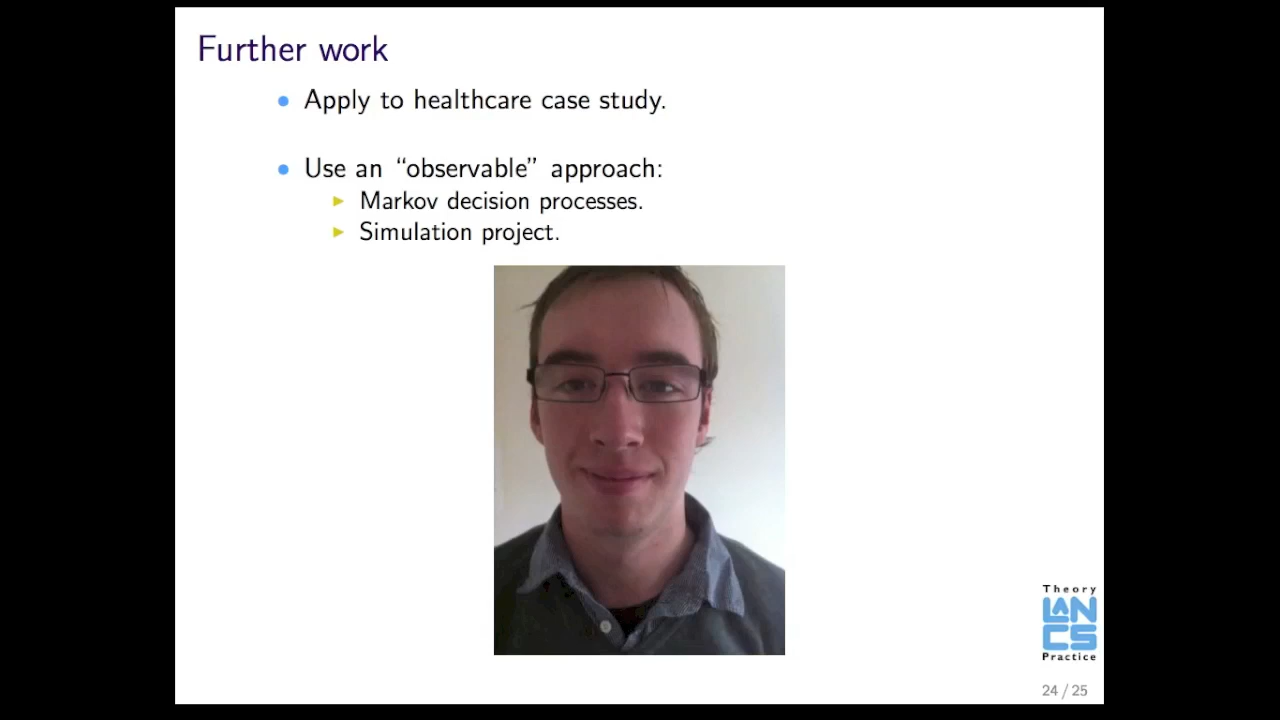 Further work
Apply to healthcare case study.
Use an “observable” approach:
Markov decision processes.
Simulation project.
Theory
LANCS
Practice
24 / 25